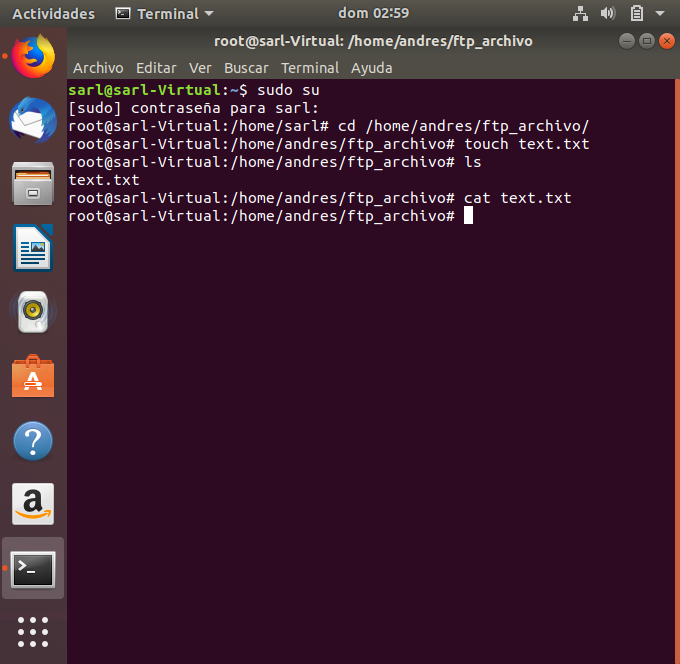 Actividades Terminal dom 02:59
root@sarl-Virtual: /home/andres/ftp_archivo
Archivo Editar Ver Buscar Terminal Ayuda
sarl@sarl-Virtual:~$ sudo su
[sudo] contraseña para sarl:
root@sarl-Virtual:/home/sarl# cd /home/andres/ftp_archivo/
root@sarl-Virtual:/home/andres/ftp_archivo# touch text.txt
root@sarl-Virtual:/home/andres/ftp_archivo# ls
text.txt
root@sarl-Virtual:/home/andres/ftp_archivo# cat text.txt
root@sarl-Virtual:/home/andres/ftp_archivo#